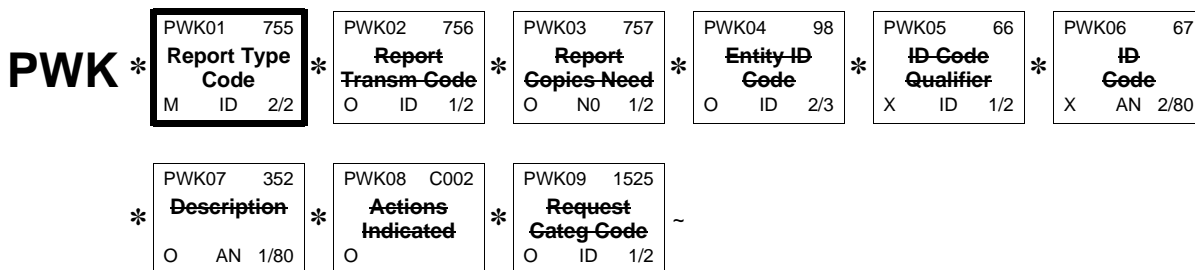 PWK01 755 PWK02 756 PWK03 757 PWK04 98 PWK05 66 PWK06 67
PWK * Report Type * Report * Report * Entity ID * ID Code * ID
Code Transm Code Copies Need Code Qualifier Code
M ID 2/2 O ID 1/2 O N0 1/2 O ID 2/3 X ID 1/2 X AN 2/80
PWK07 352 PWK08 C002 PWK09 1525
* Description * Actions * Request ~
Indicated Categ Code
O AN 1/80 O O ID 1/2